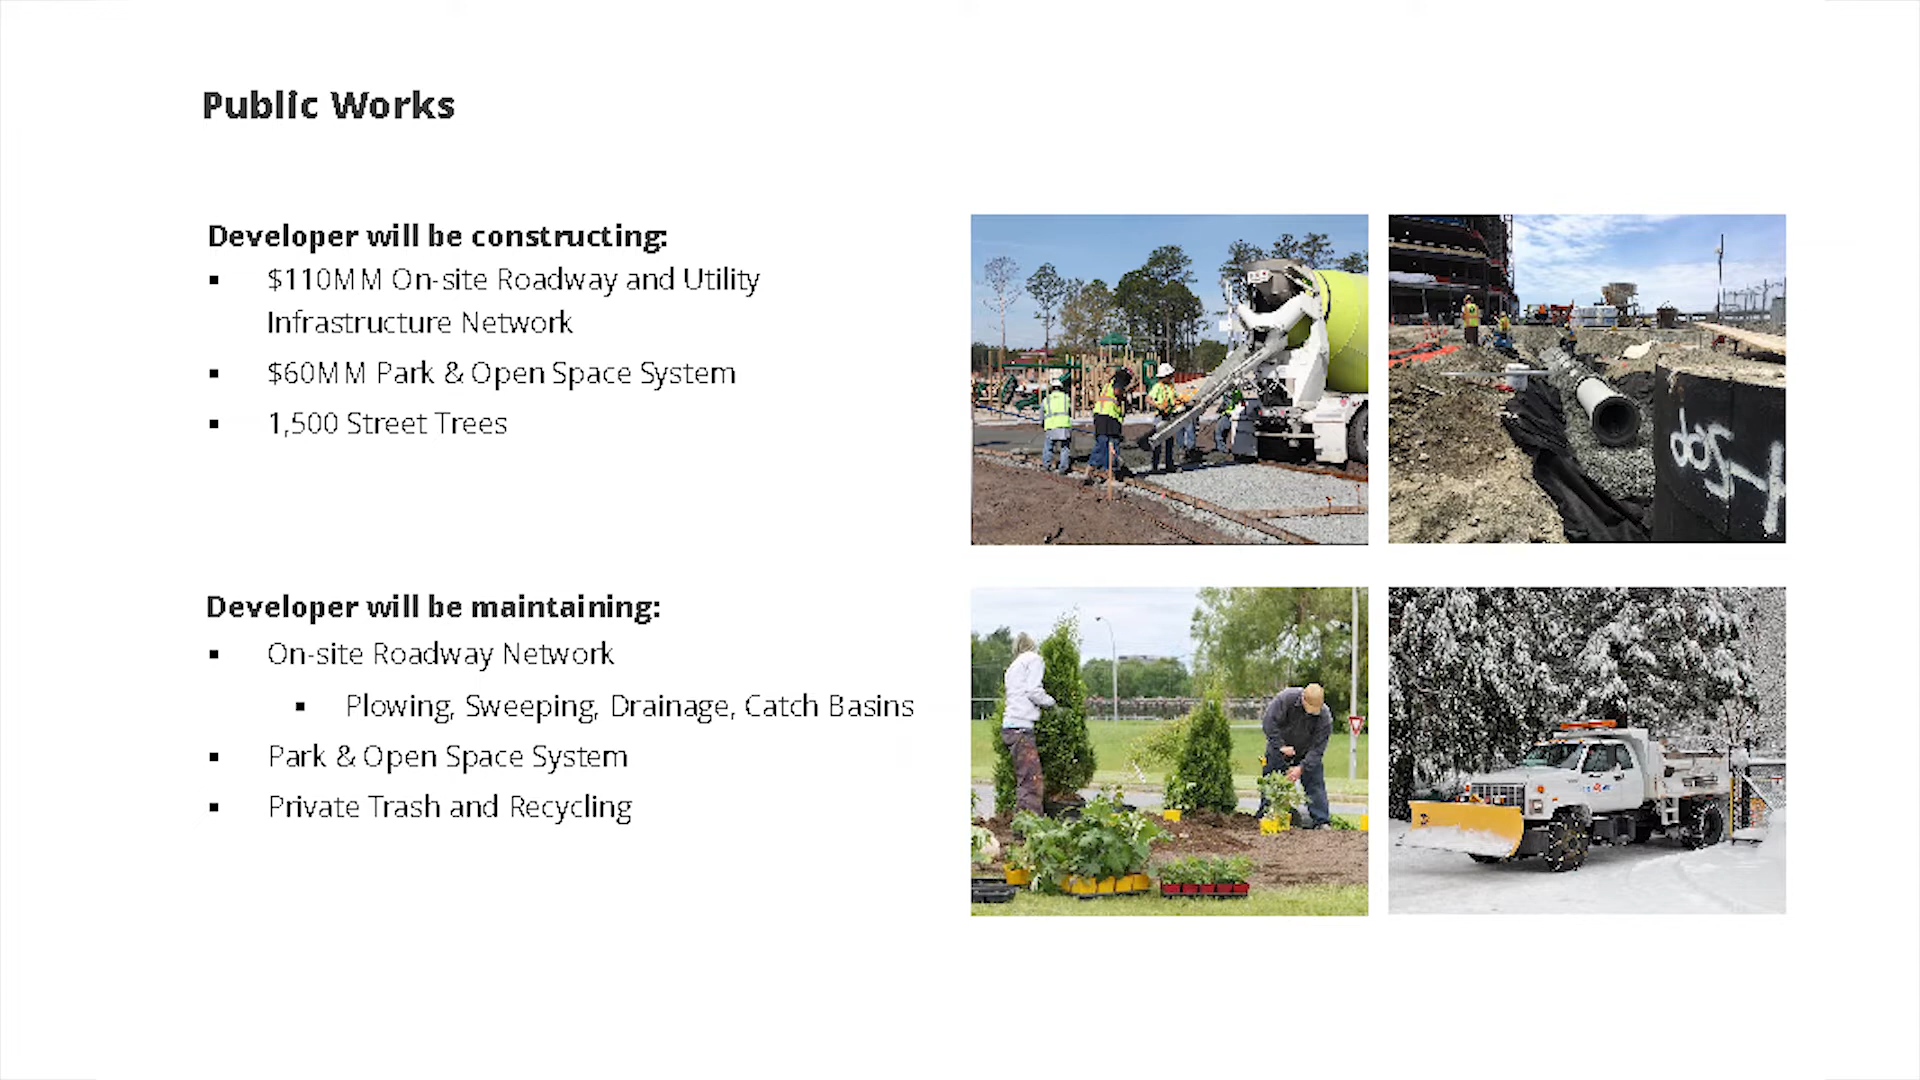 Public Works
Developer will be constructing:
▪ $110MM On-site Roadway and Utility
Infrastructure Network
▪ $60MM Park & Open Space System
▪ 1,500 Street Trees
Developer will be maintaining:
▪ On-site Roadway Network
▪ Plowing, Sweeping, Drainage, Catch Basins
▪ Park & Open Space System
▪ Private Trash and Recycling